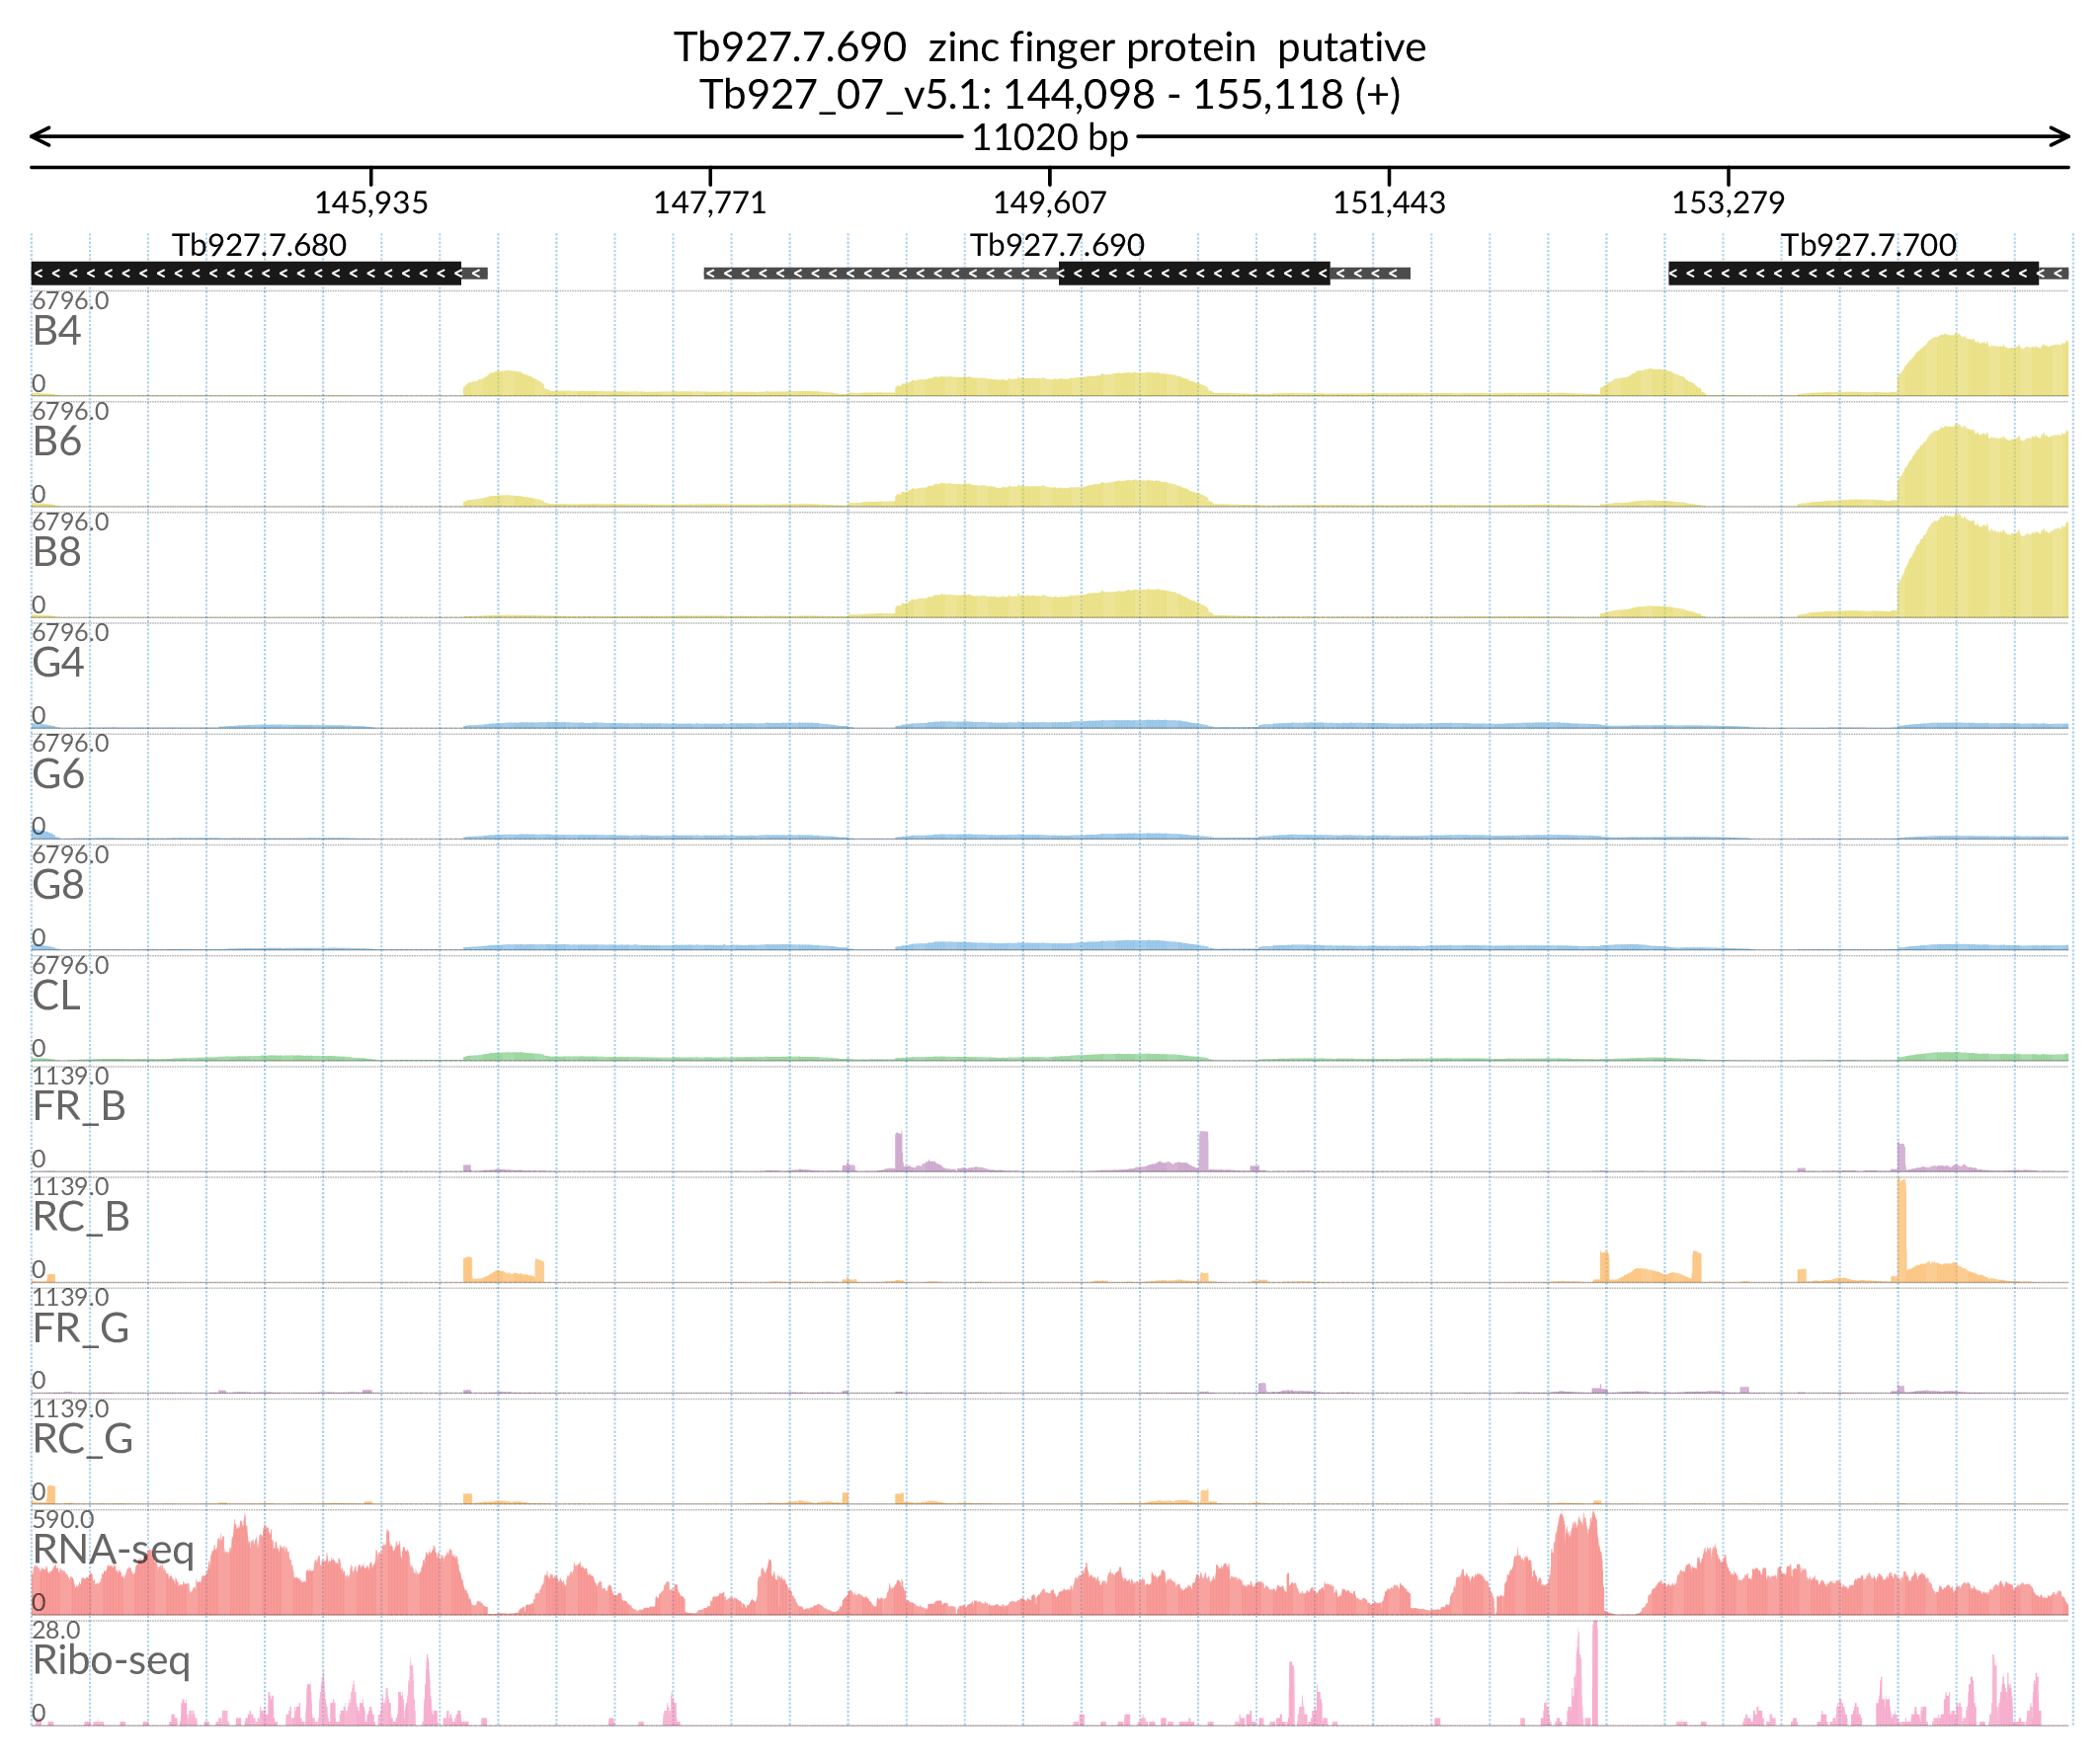 Tb927.7.690  zinc finger protein  putative
Tb927_07_v5.1: 144,098 - 155,118 (+)
11020 bp
145,935 147,771 149,607 151,443 153,279
Tb927.7.680 Tb927.7.690 Tb927.7.700
6796.0
B4
0
6796.0
B6
0
6796.0
B8
0
6796.0
G4
0
6796.0
G6
0
6796.0
G8
0
6796.0
CL
0
1139.0
FR_B
0
1139.0
RC_B
0
1139.0
FR_G
0
1139.0
RC_G
0
590.0
RNA-seq
0
28.0
Ribo-seq
0